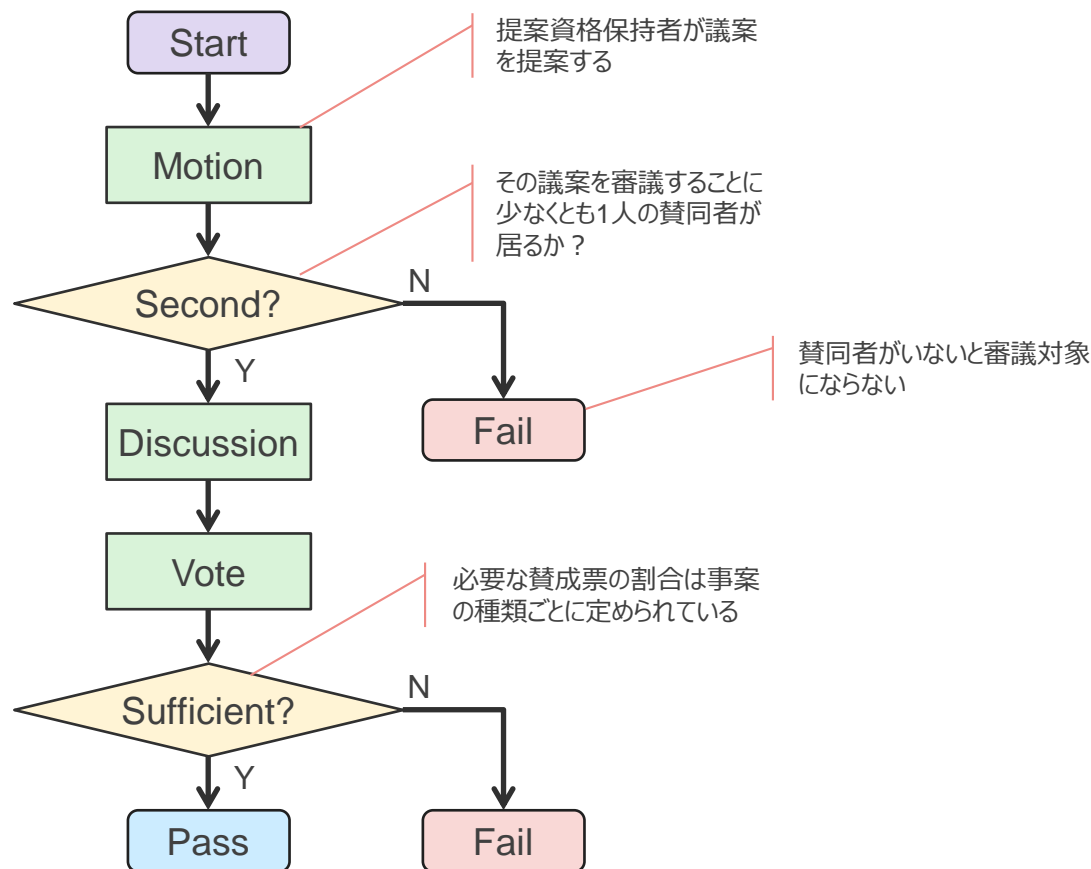 Start
提案資格保持者が議案
を提案する
Motion
その議案を審議することに
少なくとも1人の賛同者が
居るか？
Second?
N
Y
賛同者がいないと審議対象
にならない
Discussion
Fail
Vote
必要な賛成票の割合は事案
の種類ごとに定められている
Sufficient?
N
Y
Pass
Fail